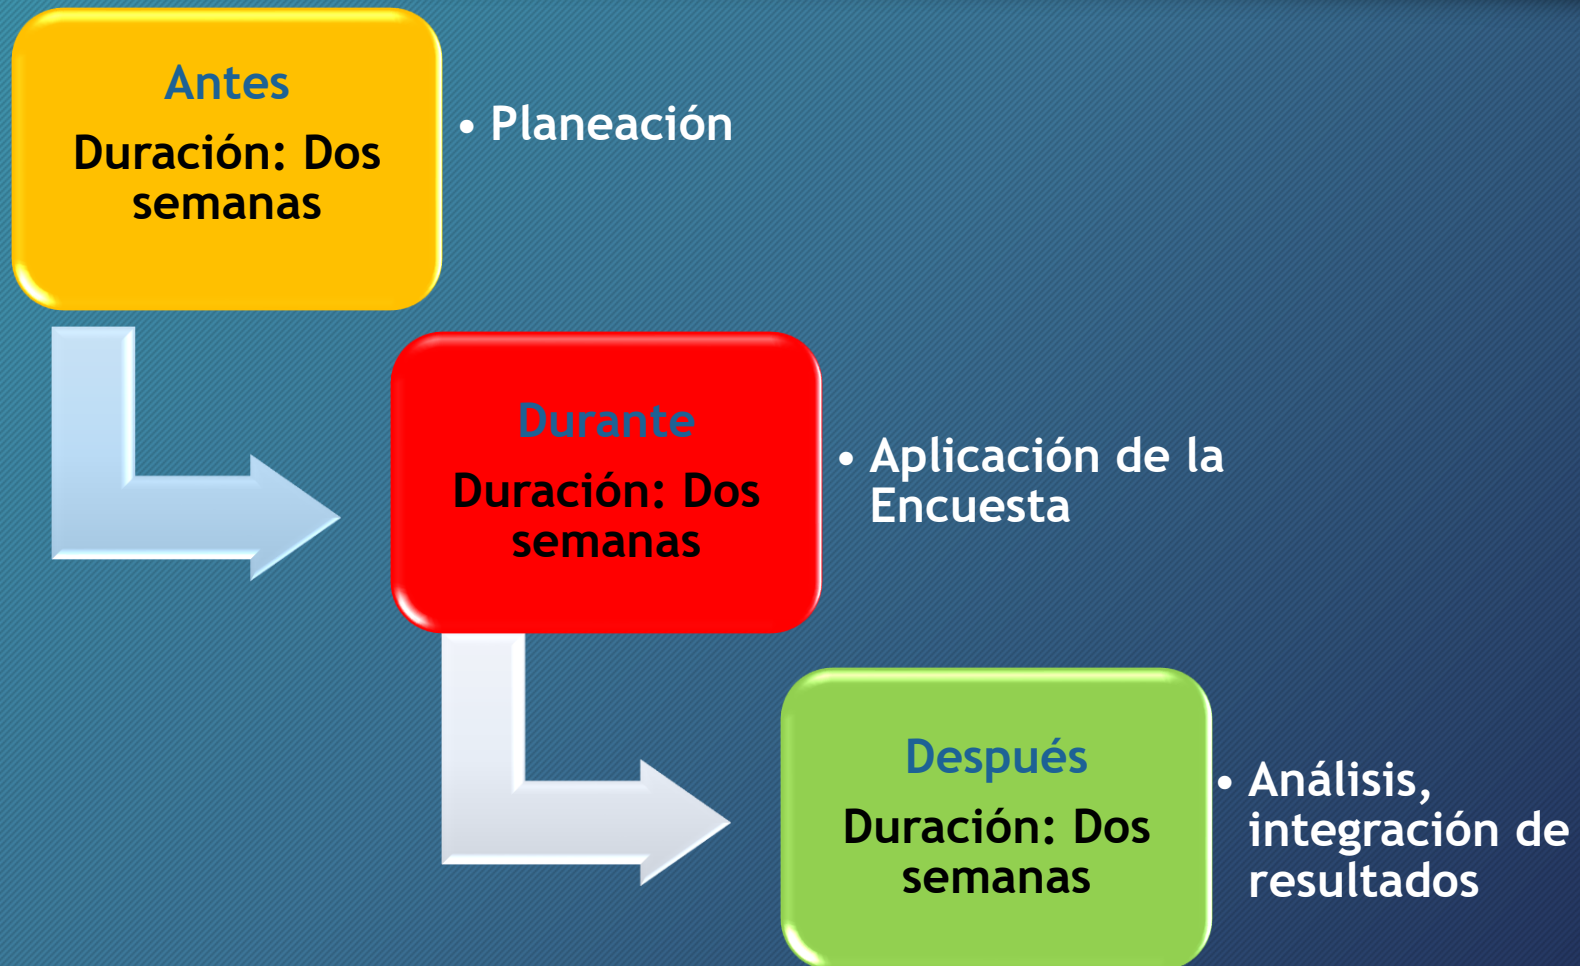 Antes
Duración: Dos
semanas
• Planeación
Durante
Duración: Dos
semanas
• Aplicación de la
Encuesta
Después
Duración: Dos
semanas
• Análisis,
integración de
resultados